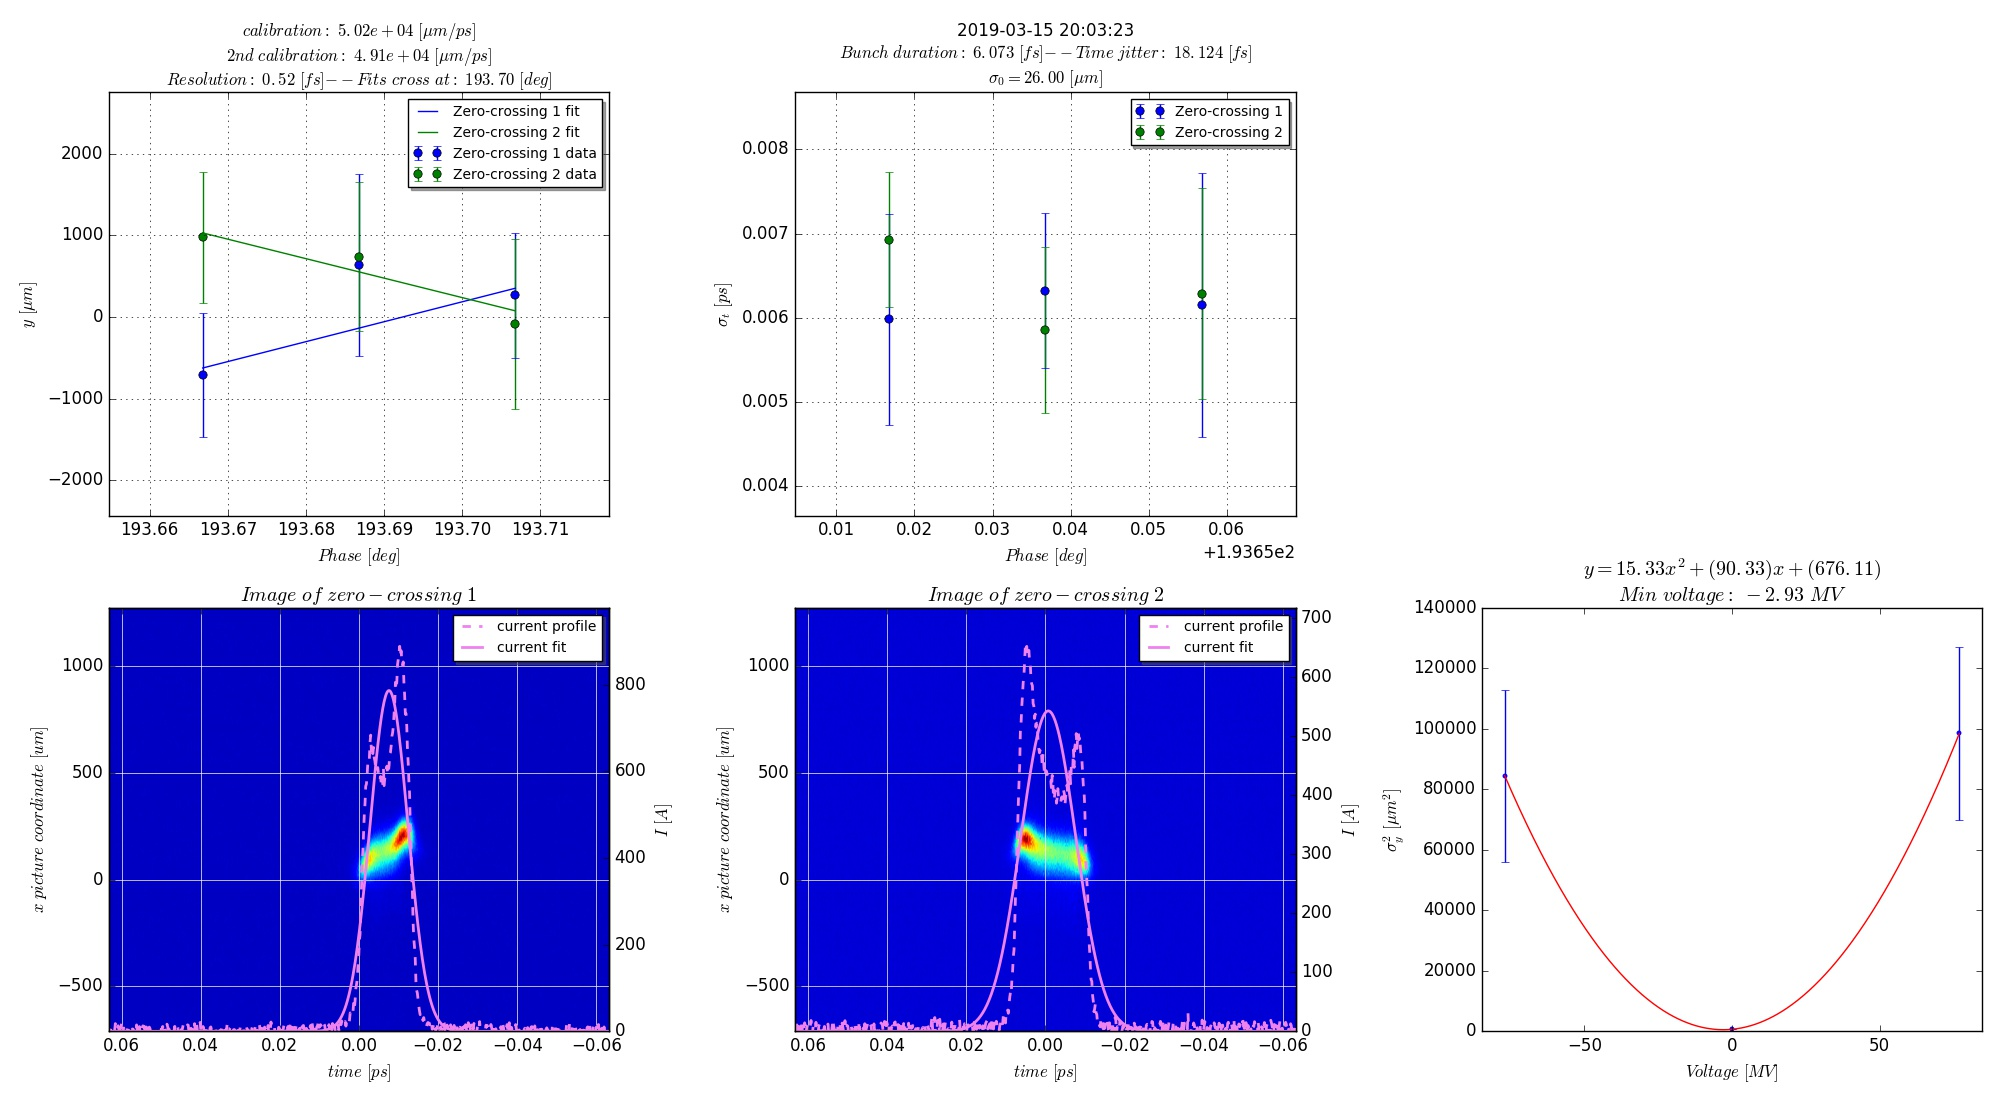 calibration: 5.02e+04 [μm/ps]
2nd calibration: 4.91e+04 [μm/ps]
Resolution: 0.52 [fs]−−Fits cross at: 193.70 [deg]
Zero-crossing 1 fit
Zero-crossing 2 fit
Zero-crossing 1 data
Zero-crossing 2 data
2000
1000
0
−1000
−2000
y [μm]
193.66 193.67 193.68 193.69 193.70 193.71
Phase [deg]
2019-03-15 20:03:23
Bunch duration: 6.073 [fs]−−Time jitter: 18.124 [fs]
σ₀ = 26.00 [μm]
Zero-crossing 1
Zero-crossing 2
0.008
0.007
0.006
0.005
0.004
σₜ [ps]
0.01 0.02 0.03 0.04 0.05 0.06
+1.9365e2
Phase [deg]
Image of zero−crossing 1
current profile
current fit
1000
500
0
−500
x picture coordinate [um]
800
600
400
200
0
I [A]
0.06 0.04 0.02 0.00 −0.02 −0.04 −0.06
time [ps]
Image of zero−crossing 2
current profile
current fit
1000
500
0
−500
x picture coordinate [um]
700
600
500
400
300
200
100
0
I [A]
0.06 0.04 0.02 0.00 −0.02 −0.04 −0.06
time [ps]
y = 15.33x² + (90.33)x + (676.11)
Min voltage: −2.93 MV
140000
120000
100000
80000
60000
40000
20000
0
σ_y² [μm²]
−50 0 50
Voltage [MV]